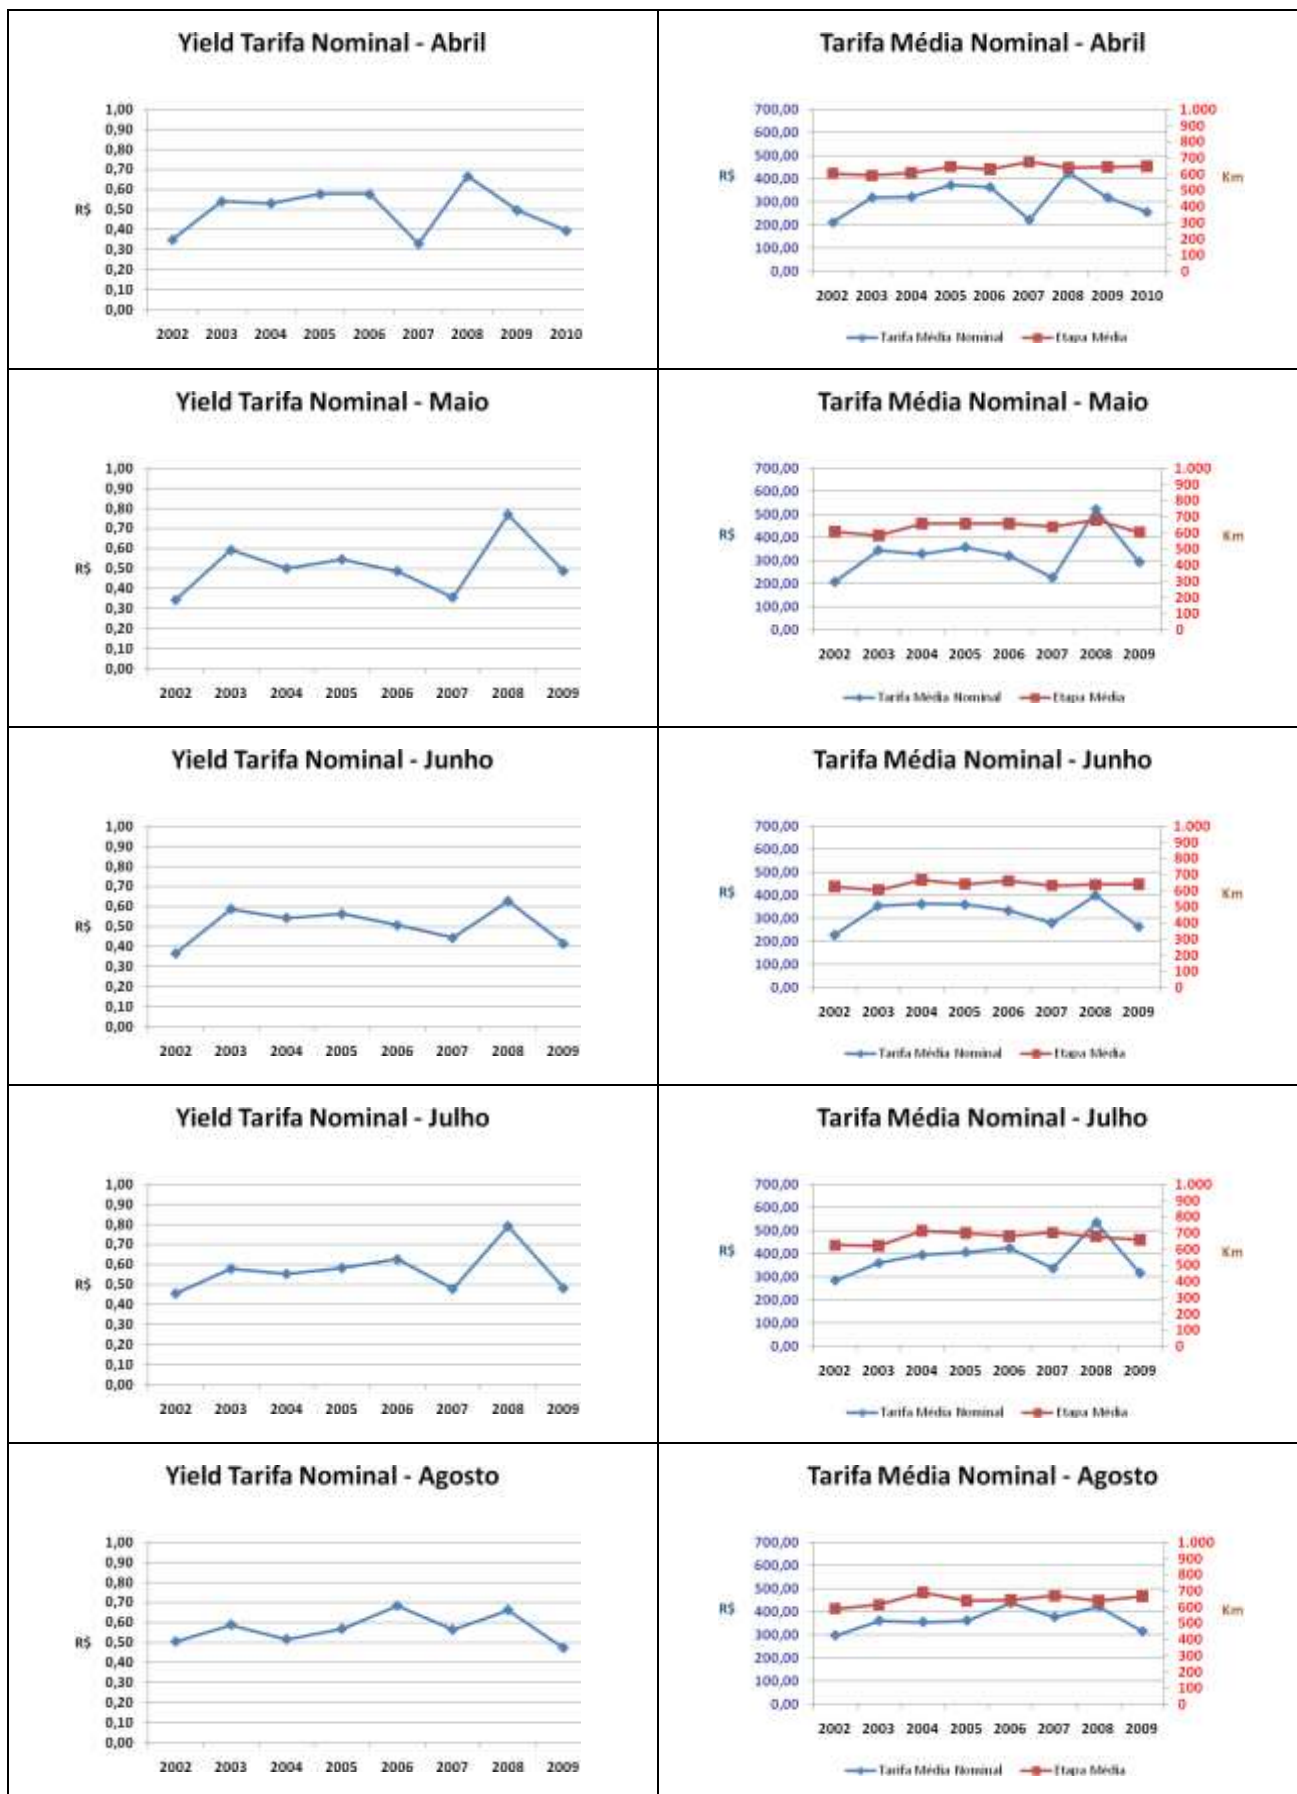 Yield Tarifa Nominal - Abril
1,00
0,90
0,80
0,70
0,60
R$ 0,50
0,40
0,30
0,20
0,10
0,00
2002 2003 2004 2005 2006 2007 2008 2009 2010
Tarifa Média Nominal - Abril
700,00 1.000
600,00 900
500,00 800
R$ 400,00 700 Km
300,00 600
200,00 500
100,00 400
0,00 300
200
100
0
2002 2003 2004 2005 2006 2007 2008 2009 2010
Tarifa Média Nominal Etapa Média
Yield Tarifa Nominal - Maio
1,00
0,90
0,80
0,70
0,60
R$ 0,50
0,40
0,30
0,20
0,10
0,00
2002 2003 2004 2005 2006 2007 2008 2009
Tarifa Média Nominal - Maio
700,00 1.000
600,00 900
500,00 800
R$ 400,00 700 Km
300,00 600
200,00 500
100,00 400
0,00 300
200
100
0
2002 2003 2004 2005 2006 2007 2008 2009
Tarifa Média Nominal Etapa Média
Yield Tarifa Nominal - Junho
1,00
0,90
0,80
0,70
0,60
R$ 0,50
0,40
0,30
0,20
0,10
0,00
2002 2003 2004 2005 2006 2007 2008 2009
Tarifa Média Nominal - Junho
700,00 1.000
600,00 900
500,00 800
R$ 400,00 700 Km
300,00 600
200,00 500
100,00 400
0,00 300
200
100
0
2002 2003 2004 2005 2006 2007 2008 2009
Tarifa Média Nominal Etapa Média
Yield Tarifa Nominal - Julho
1,00
0,90
0,80
0,70
0,60
R$ 0,50
0,40
0,30
0,20
0,10
0,00
2002 2003 2004 2005 2006 2007 2008 2009
Tarifa Média Nominal - Julho
700,00 1.000
600,00 900
500,00 800
R$ 400,00 700 Km
300,00 600
200,00 500
100,00 400
0,00 300
200
100
0
2002 2003 2004 2005 2006 2007 2008 2009
Tarifa Média Nominal Etapa Média
Yield Tarifa Nominal - Agosto
1,00
0,90
0,80
0,70
0,60
R$ 0,50
0,40
0,30
0,20
0,10
0,00
2002 2003 2004 2005 2006 2007 2008 2009
Tarifa Média Nominal - Agosto
700,00 1.000
600,00 900
500,00 800
R$ 400,00 700 Km
300,00 600
200,00 500
100,00 400
0,00 300
200
100
0
2002 2003 2004 2005 2006 2007 2008 2009
Tarifa Média Nominal Etapa Média